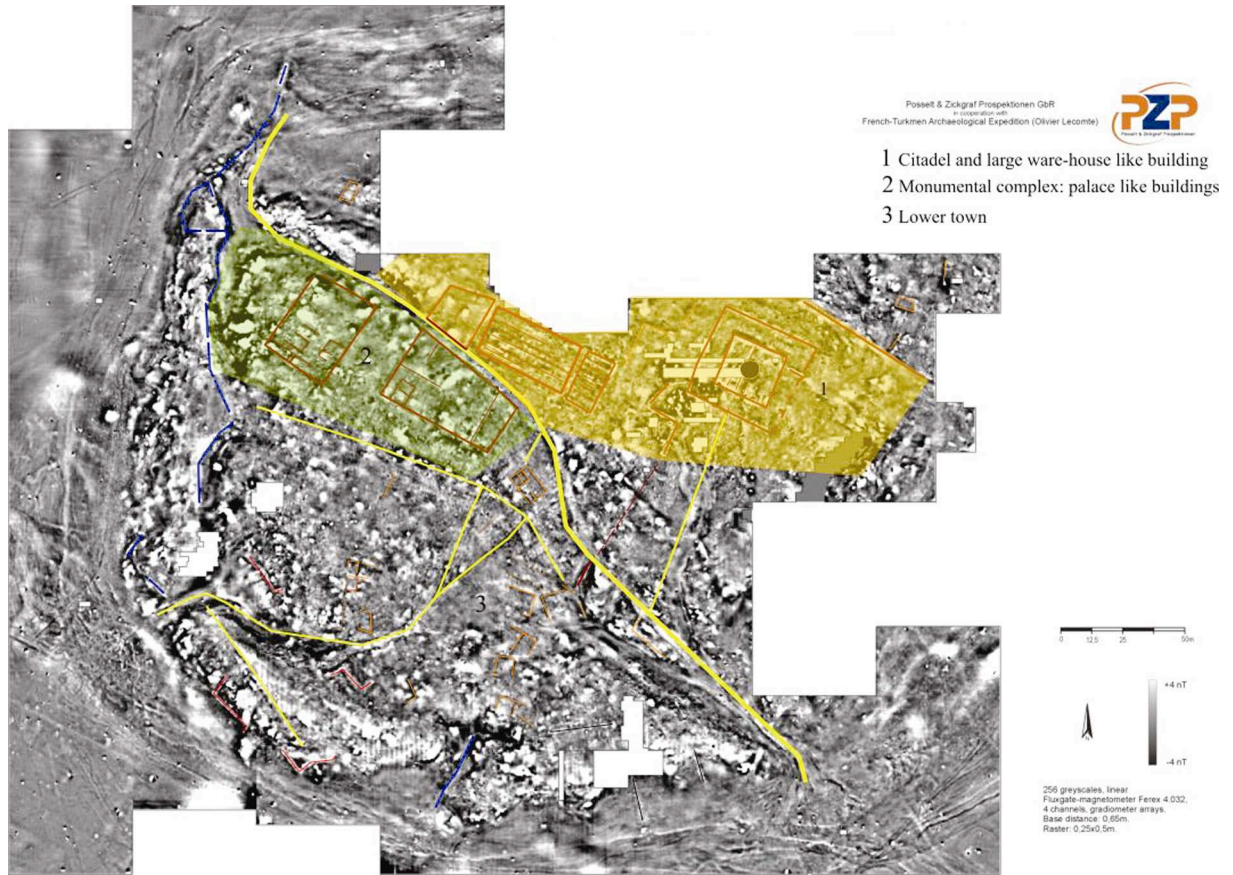 Posselt & Zickgraf Prospektionen GbR
in cooperation with
French-Turkmen Archaeological Expedition (Olivier Lecomte)
PZP
Posselt & Zickgraf Prospektionen
1 Citadel and large ware-house like building
2 Monumental complex: palace like buildings
3 Lower town
2
1
3
0 12,5 25 50m
+4 nT
N
-4 nT
256 greyscales, linear
Fluxgate-magnetometer Ferex 4.032,
4 channels, gradiometer arrays.
Base distance: 0,65m.
Raster: 0,25x0,5m.